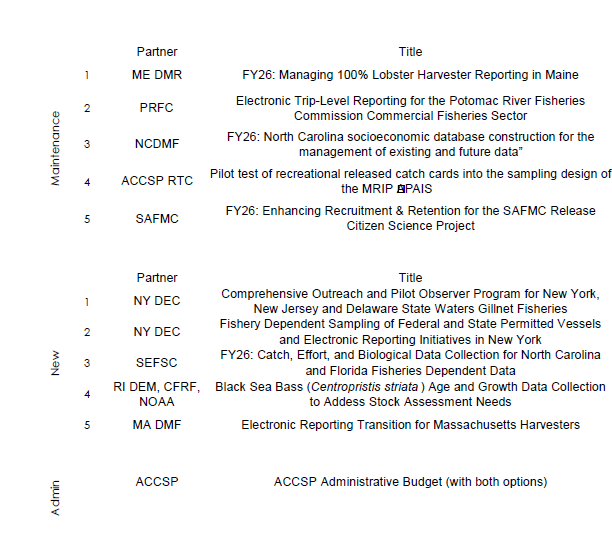 Partner Title
Maintenance
1 ME DMR FY26: Managing 100% Lobster Harvester Reporting in Maine
2 PRFC Electronic Trip-Level Reporting for the Potomac River Fisheries
Commission Commercial Fisheries Sector
3 NCDMF FY26: North Carolina socioeconomic database construction for the
management of existing and future data”
4 ACCSP RTC Pilot test of recreational released catch cards into the sampling design of
the MRIP APAIS
5 SAFMC FY26: Enhancing Recruitment & Retention for the SAFMC Release
Citizen Science Project
Partner Title
New
1 NY DEC Comprehensive Outreach and Pilot Observer Program for New York,
New Jersey and Delaware State Waters Gillnet Fisheries
2 NY DEC Fishery Dependent Sampling of Federal and State Permitted Vessels
and Electronic Reporting Initiatives in New York
3 SEFSC FY26: Catch, Effort, and Biological Data Collection for North Carolina
and Florida Fisheries Dependent Data
4 RI DEM, CFRF, Black Sea Bass (Centropristis striata ) Age and Growth Data Collection
NOAA to Addess Stock Assessment Needs
5 MA DMF Electronic Reporting Transition for Massachusetts Harvesters
Admin
ACCSP ACCSP Administrative Budget (with both options)